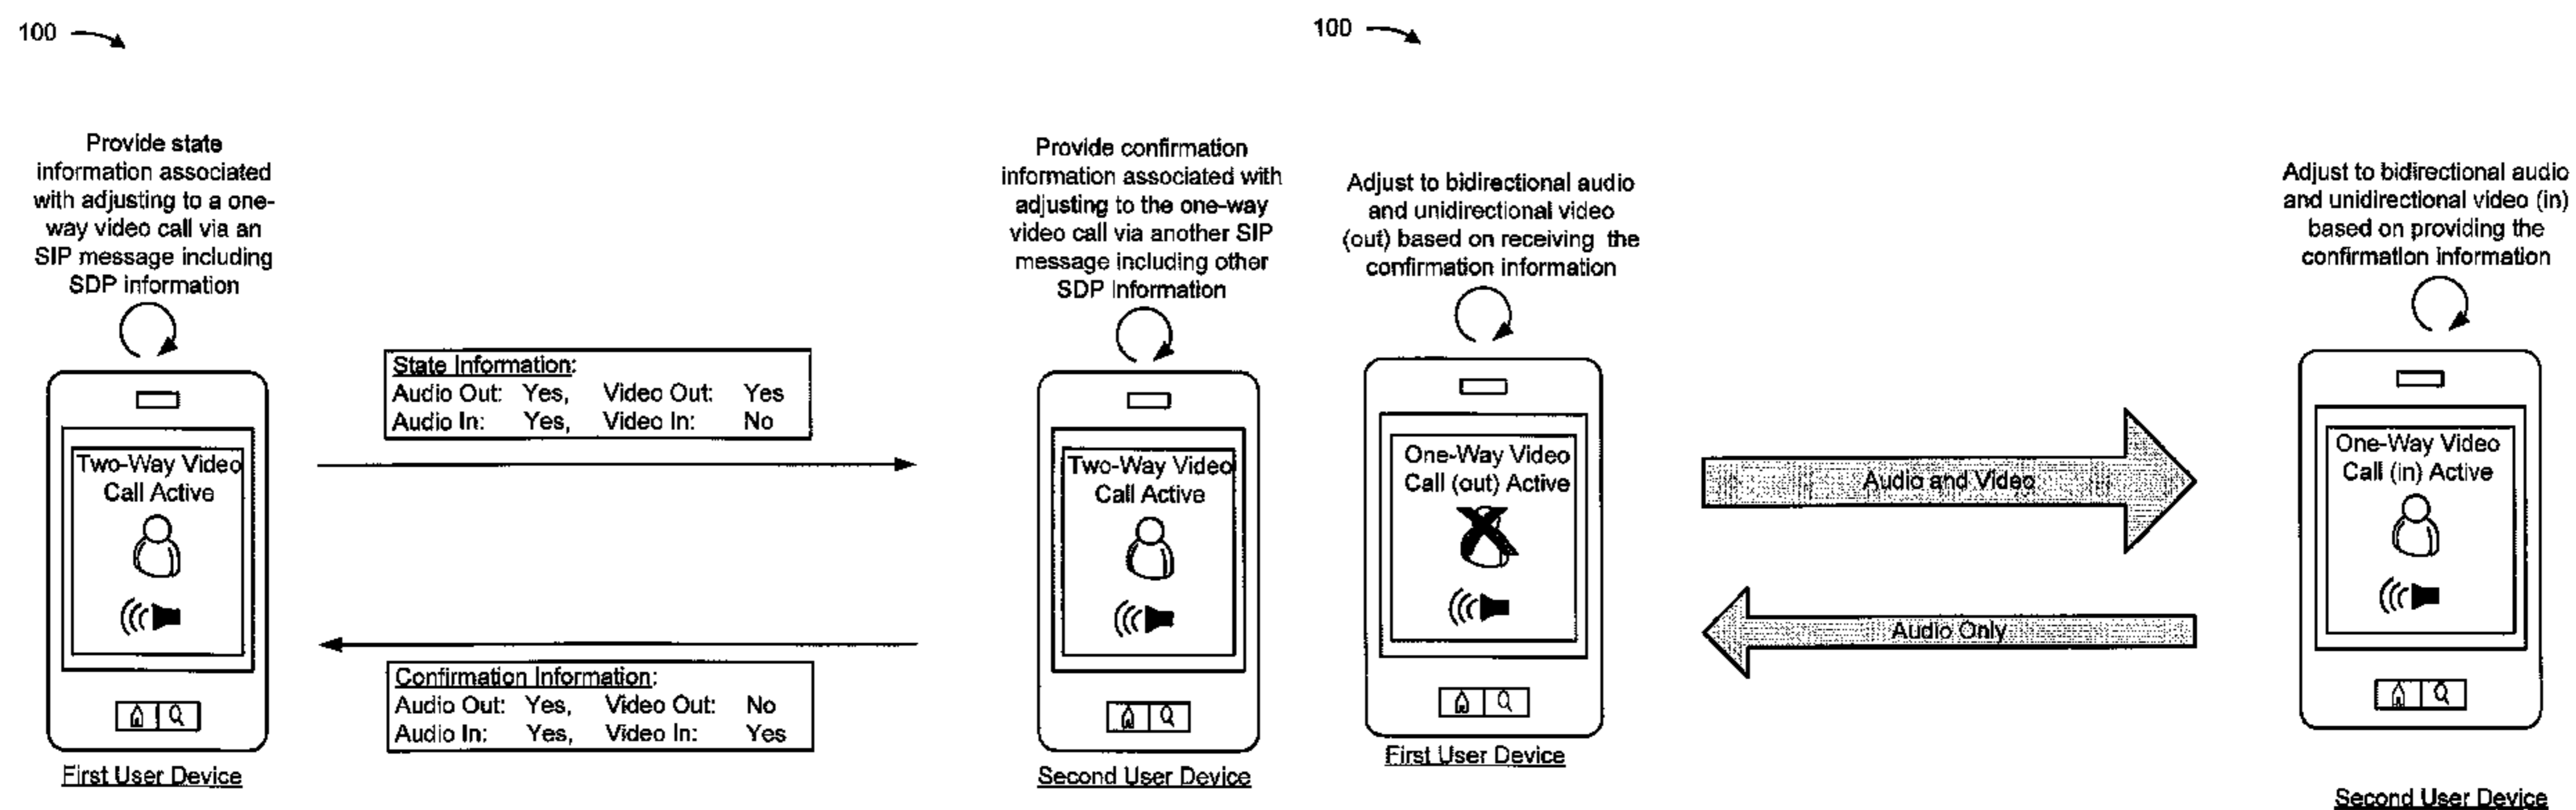 100
Provide state
information associated
with adjusting to a one-
way video call via an
SIP message including
SDP information
Two-Way Video
Call Active
First User Device
State Information:
Audio Out: Yes, Video Out: Yes
Audio In: Yes, Video In: No
Confirmation Information:
Audio Out: Yes, Video Out: No
Audio In: Yes, Video In: Yes
Provide confirmation
information associated with
adjusting to the one-way
video call via another SIP
message including other
SDP Information
Two-Way Video
Call Active
Second User Device
100
Adjust to bidirectional audio
and unidirectional video
(out) based on receiving the
confirmation information
One-Way Video
Call (out) Active
First User Device
Audio and Video
Audio Only
Adjust to bidirectional audio
and unidirectional video (in)
based on providing the
confirmation information
One-Way Video
Call (in) Active
Second User Device